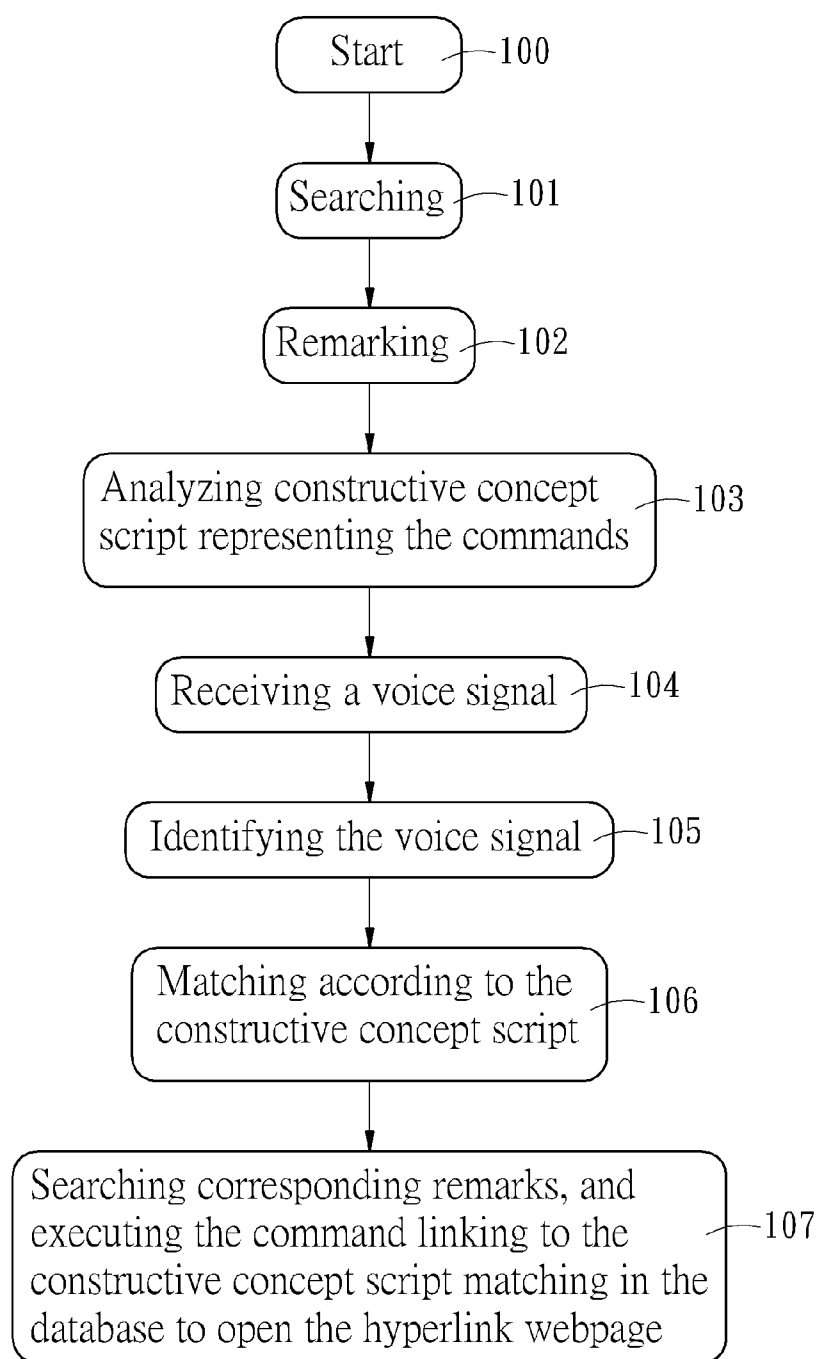 Start 100
Searching 101
Remarking 102
Analyzing constructive concept
script representing the commands
103
Receiving a voice signal 104
Identifying the voice signal 105
Matching according to the
constructive concept script
106
Searching corresponding remarks, and
executing the command linking to the
constructive concept script matching in the
database to open the hyperlink webpage
107